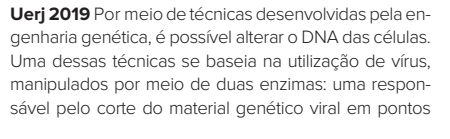 Uerj 2019 Por meio de técnicas desenvolvidas pela en-
genharia genética, é possível alterar o DNA das células.
Uma dessas técnicas se baseia na utilização de vírus,
manipulados por meio de duas enzimas: uma respon-
sável pelo corte do material genético viral em pontos